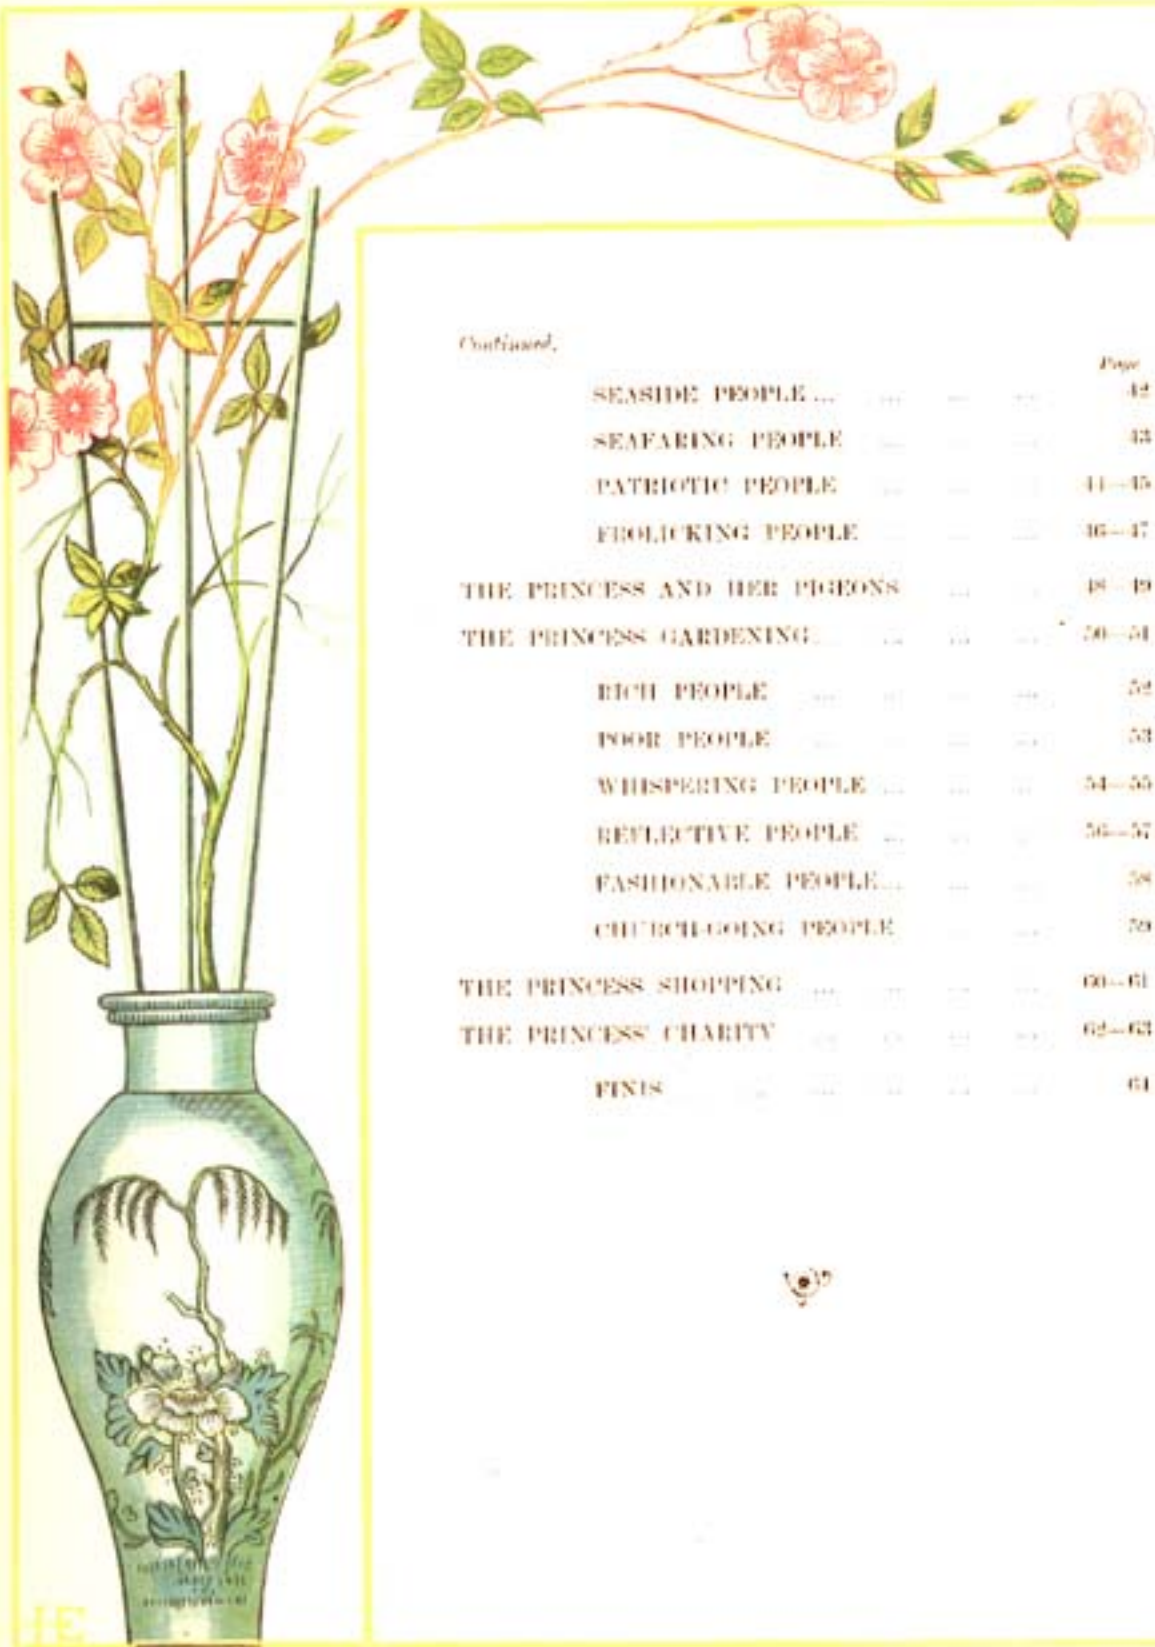 Continued.
Page
SEASIDE PEOPLE ... ... ... ... 42
SEAFARING PEOPLE ... ... ... 43
PATRIOTIC PEOPLE ... ... ... 44—45
FROLICKING PEOPLE ... ... ... 46—47
THE PRINCESS AND HER PIGEONS ... ... 48—49
THE PRINCESS GARDENING ... ... ... ... 50—51
RICH PEOPLE ... ... ... ... 52
POOR PEOPLE ... ... ... ... 53
WHISPERING PEOPLE ... ... ... 54—55
REFLECTIVE PEOPLE ... ... ... 56—57
FASHIONABLE PEOPLE ... ... ... 58
CHURCH-GOING PEOPLE ... ... 59
THE PRINCESS SHOPPING ... ... ... ... 60—61
THE PRINCESS' CHARITY ... ... ... ... 62—63
FINIS ... ... ... ... ... 64